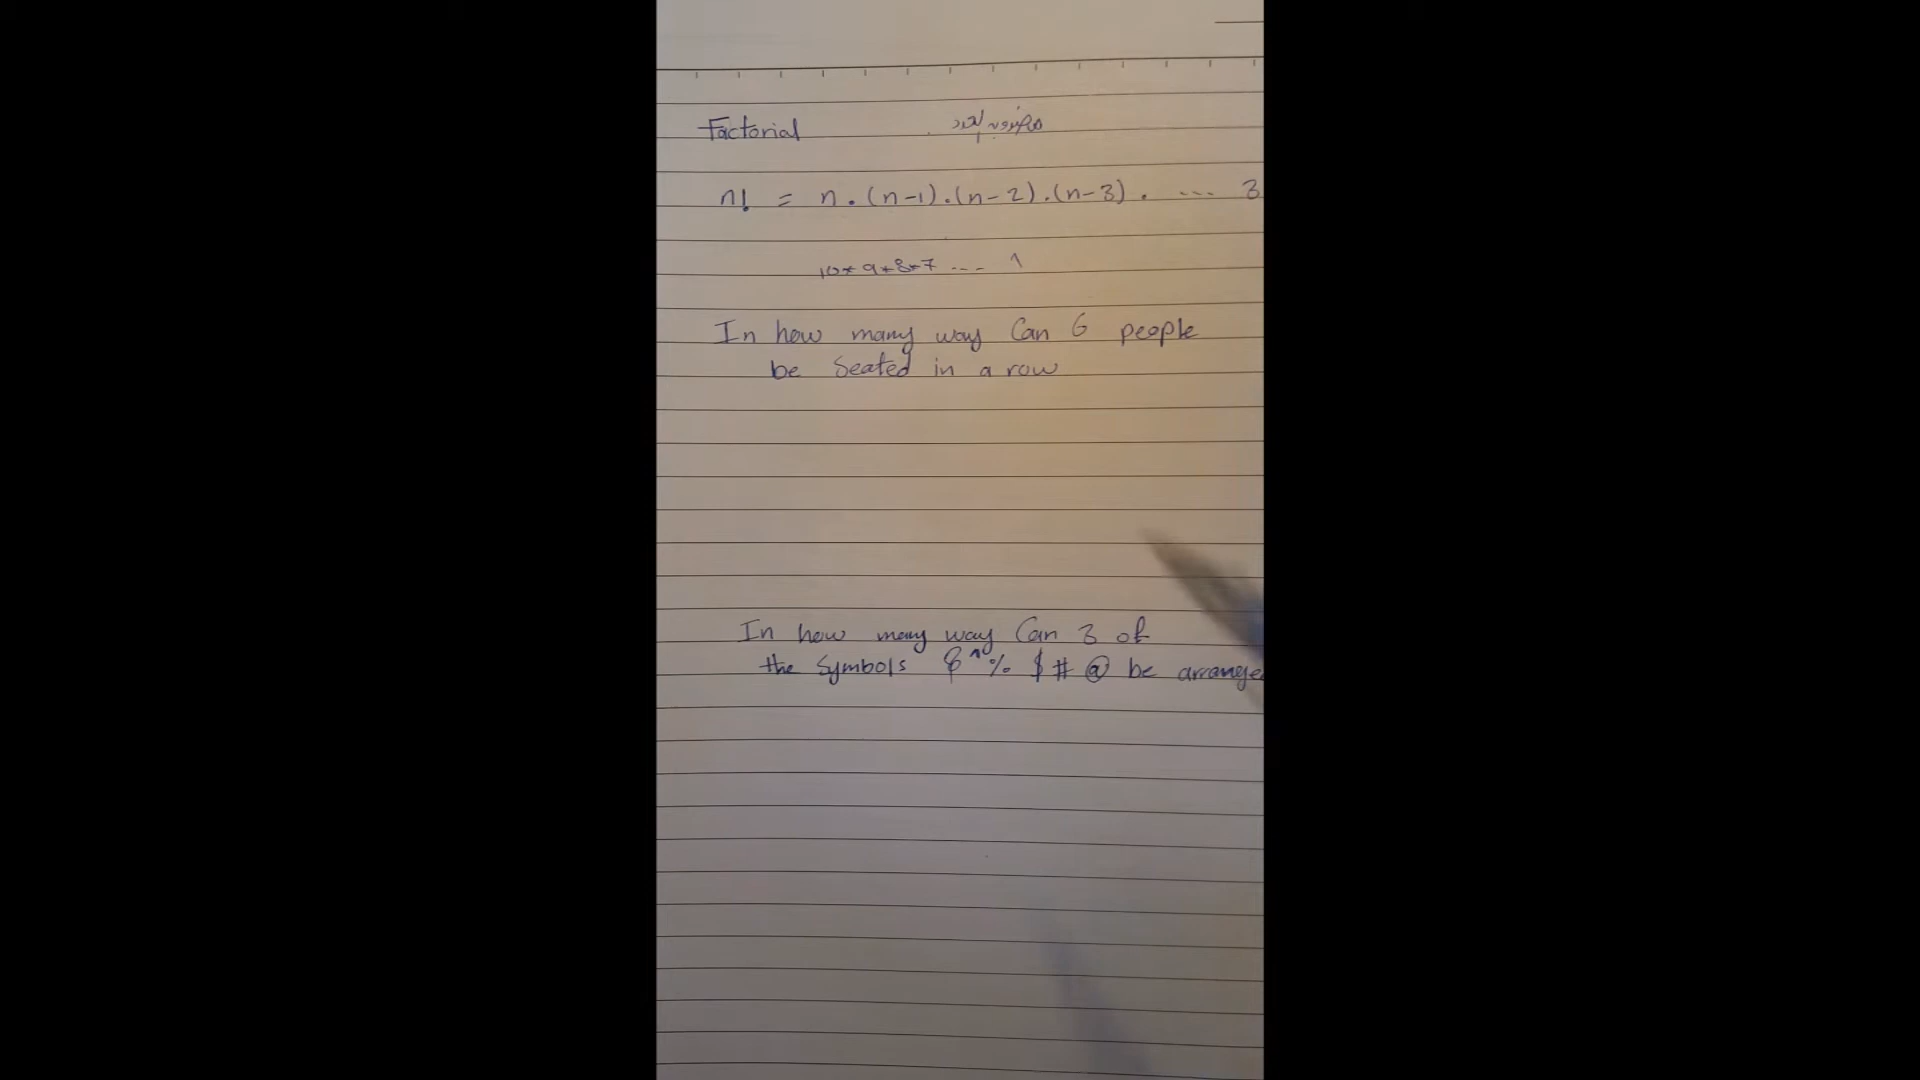 Factorial مضروب العدد
n! = n . (n-1) . (n-2) . (n-3) . .... 3
10* 9*8*7 .... 1
In how many way Can 6 people
be Seated in a row
In how many way Can 3 of
the Symbols & ^ % $ # @ be arrange